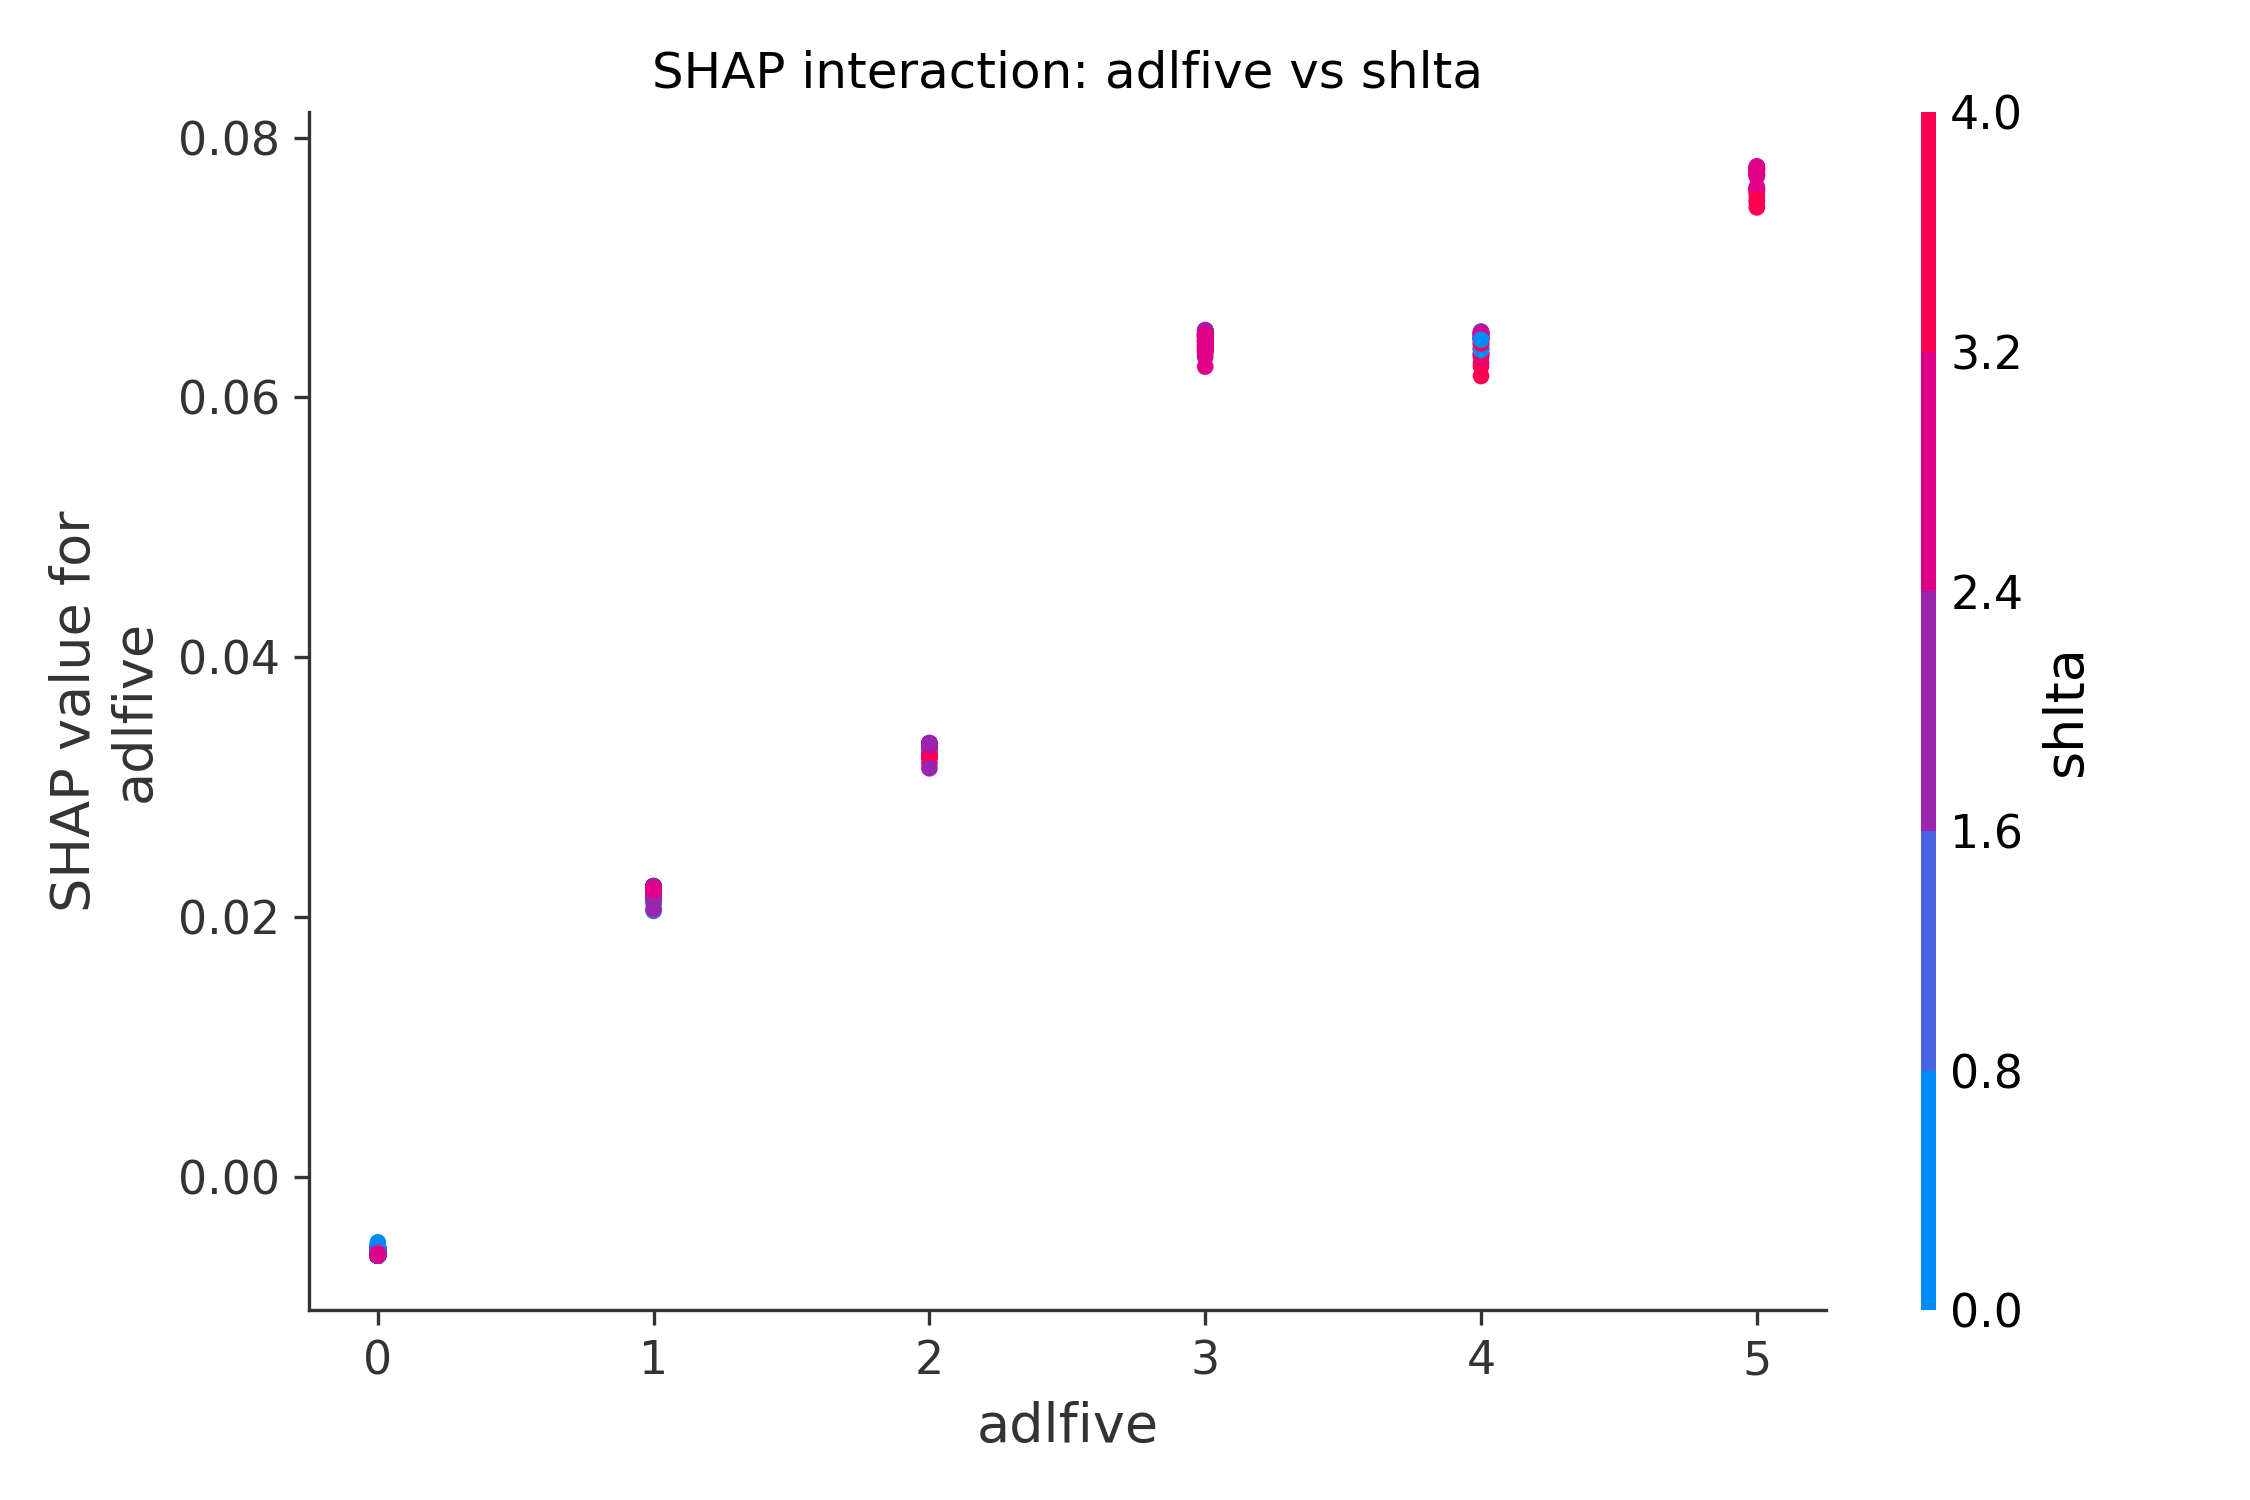 SHAP interaction: adlfive vs shlta
SHAP value for
adlfive
0.08
0.06
0.04
0.02
0.00
0 1 2 3 4 5
adlfive
4.0
3.2
2.4
1.6
0.8
0.0
shlta